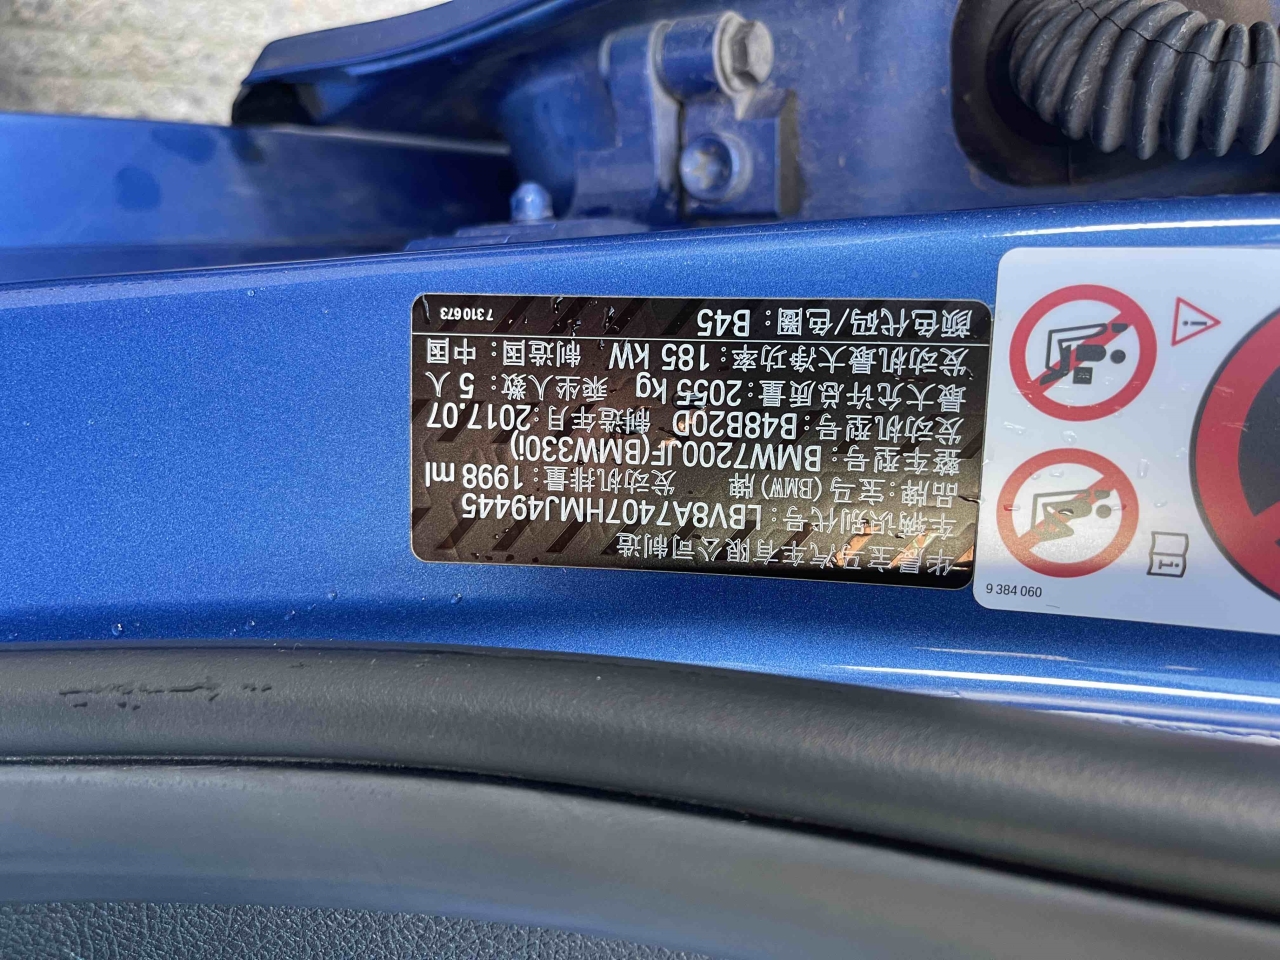 华晨宝马汽车有限公司制造
车辆识别代号：LBV8A7407HMJ49445
品牌：宝马(BMW)牌 发动机排量：1998 ml
整车型号：BMW7200JF(BMW330i)
发动机型号：B48B20D 制造年月：2017.07
最大允许总质量：2055 kg 乘坐人数：5 人
发动机最大净功率：185 kW 制造国：中国
颜色代码/色圈：B45 7310673
9 384 060